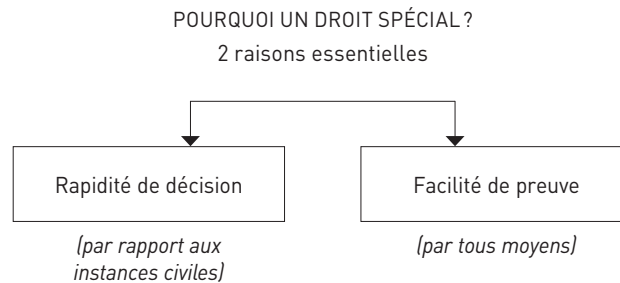 POURQUOI UN DROIT SPÉCIAL ?
2 raisons essentielles
Rapidité de décision
Facilité de preuve
(par rapport aux
instances civiles)
(par tous moyens)